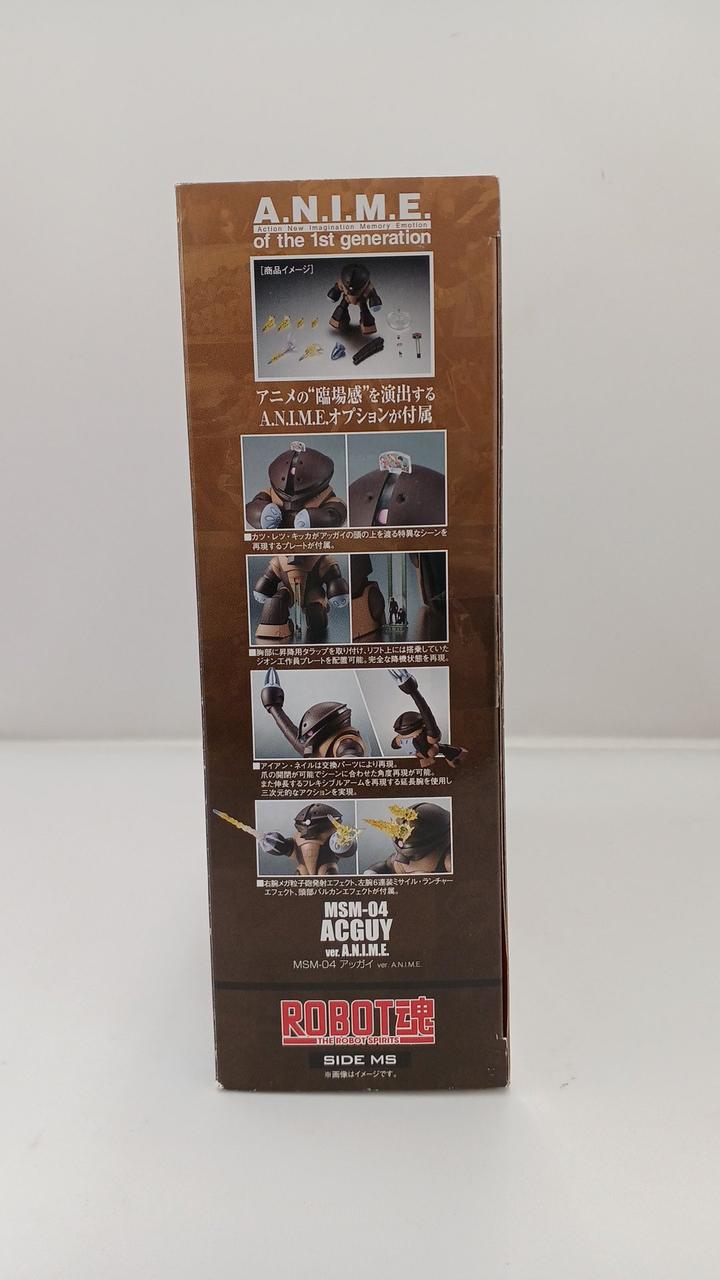 A.N.I.M.E.
Action New Imagination Memory Emotion
of the 1st generation
[商品イメージ]
アニメの“臨場感”を演出する
A.N.I.M.E.オプションが付属
■カツ・レツ・キッカがアッガイの頭の上を渡る特異なシーンを
再現するプレートが付属。
■胸部に昇降用タラップを取り付け、リフト上には搭乗していた
ジオン工作員プレートを配置可能。完全な降機状態を再現。
■アイアン・ネイルは交換パーツにより再現。
爪の開閉が可能でシーンに合わせた角度再現が可能。
また伸長するフレキシブルアームを再現する延長腕を使用し
三次元的なアクションを実現。
■右腕メガ粒子砲発射エフェクト、左腕6連装ミサイル・ランチャー
エフェクト、頭部バルカンエフェクトが付属。
MSM-04
ACGUY
ver. A.N.I.M.E.
MSM-04 アッガイ ver. A.N.I.M.E.
ROBOT魂
THE ROBOT SPIRITS
SIDE MS
※画像はイメージです。